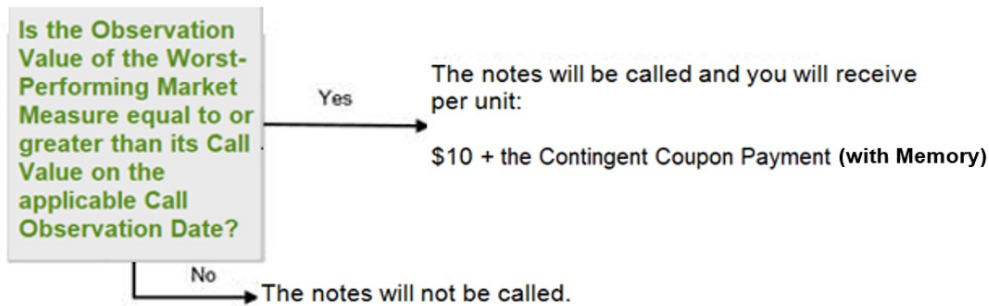 Is the Observation
Value of the Worst-
Performing Market
Measure equal to or
greater than its Call
Value on the
applicable Call
Observation Date?
Yes
The notes will be called and you will receive
per unit:
$10 + the Contingent Coupon Payment (with Memory)
No
The notes will not be called.